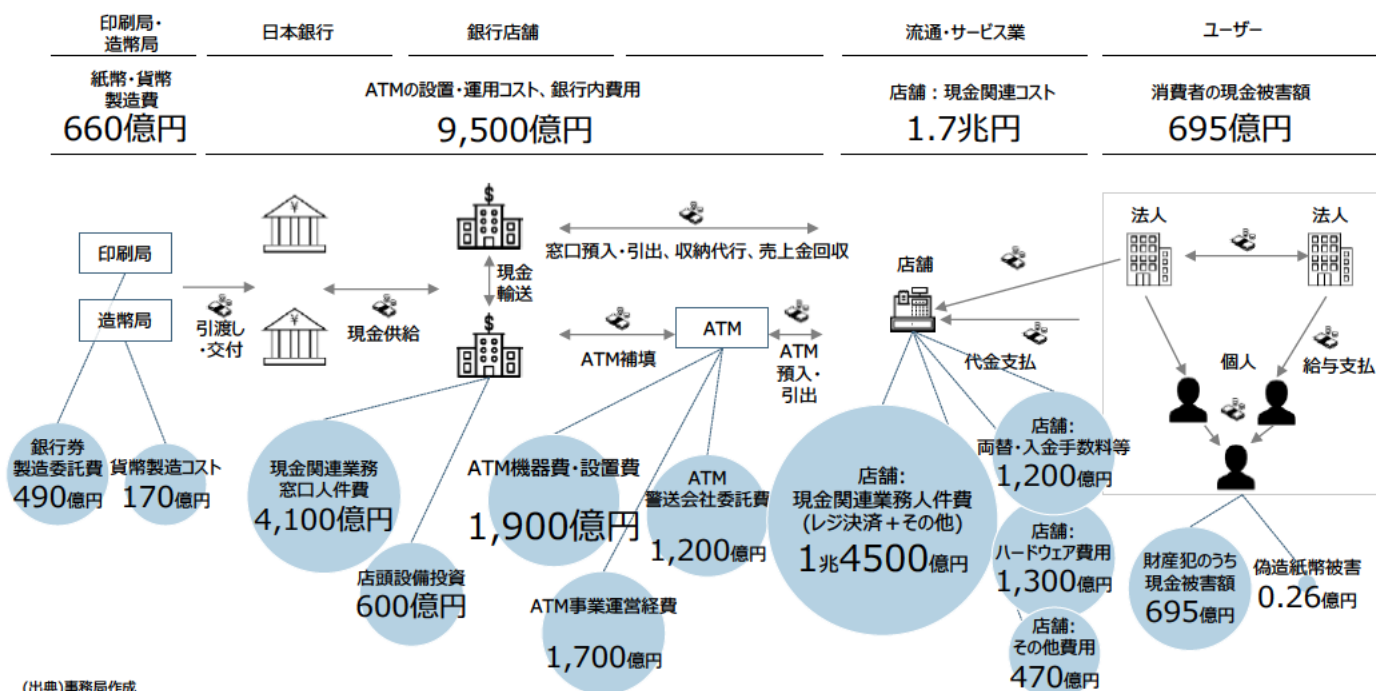 印刷局・
造幣局
日本銀行
銀行店舗
流通・サービス業
ユーザー
紙幣・貨幣
製造費
660億円
ATMの設置・運用コスト、銀行内費用
9,500億円
店舗：現金関連コスト
1.7兆円
消費者の現金被害額
695億円
¥
$
窓口預入・引出、収納代行、売上金回収
法人
法人
印刷局
造幣局
引渡し
・交付
¥
現金供給
現金
輸送
$
ATM補填
ATM
ATM
預入・
引出
店舗
代金支払
個人
給与支払
銀行券
製造委託費
490億円
貨幣製造コスト
170億円
現金関連業務
窓口人件費
4,100億円
店頭設備投資
600億円
ATM機器費・設置費
1,900億円
ATM
警送会社委託費
1,200億円
ATM事業運営経費
1,700億円
店舗：
現金関連業務人件費
(レジ決済＋その他)
1兆4500億円
店舗：
両替・入金手数料等
1,200億円
店舗：
ハードウェア費用
1,300億円
店舗：
その他費用
470億円
財産犯のうち
現金被害額
695億円
偽造紙幣被害
0.26億円
(出典)事務局作成